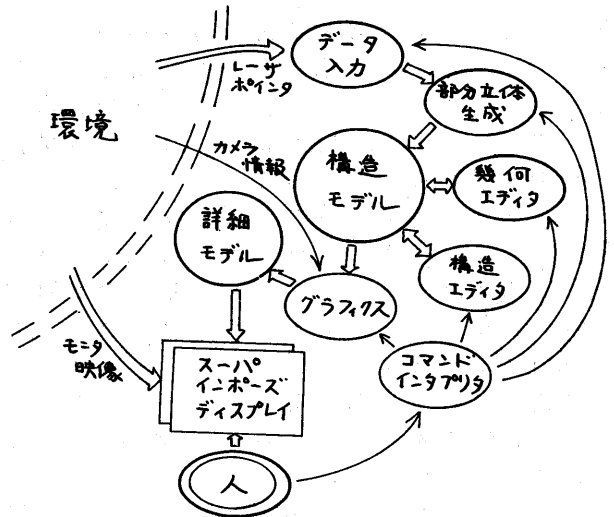 データ
入力
レーザ
ポインタ
部分立体
生成
環境
カメラ
情報
構造
モデル
幾何
エディタ
詳細
モデル
構造
エディタ
グラフィクス
モニタ
映像
スーパ
インポーズ
ディスプレイ
コマンド
インタプリタ
人